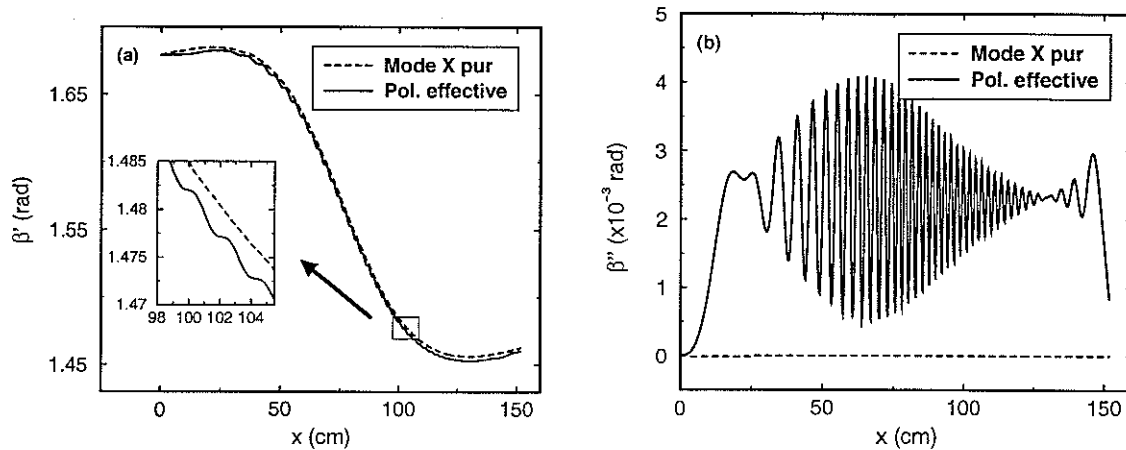 (a)
Mode X pur
Pol. effective
1.65
1.55
1.45
β' (rad)
1.485
1.48
1.475
1.47
98 100 102 104
0 50 100 150
x (cm)
(b)
Mode X pur
Pol. effective
5
4
3
2
1
0
β'' (x10⁻³ rad)
0 50 100 150
x (cm)